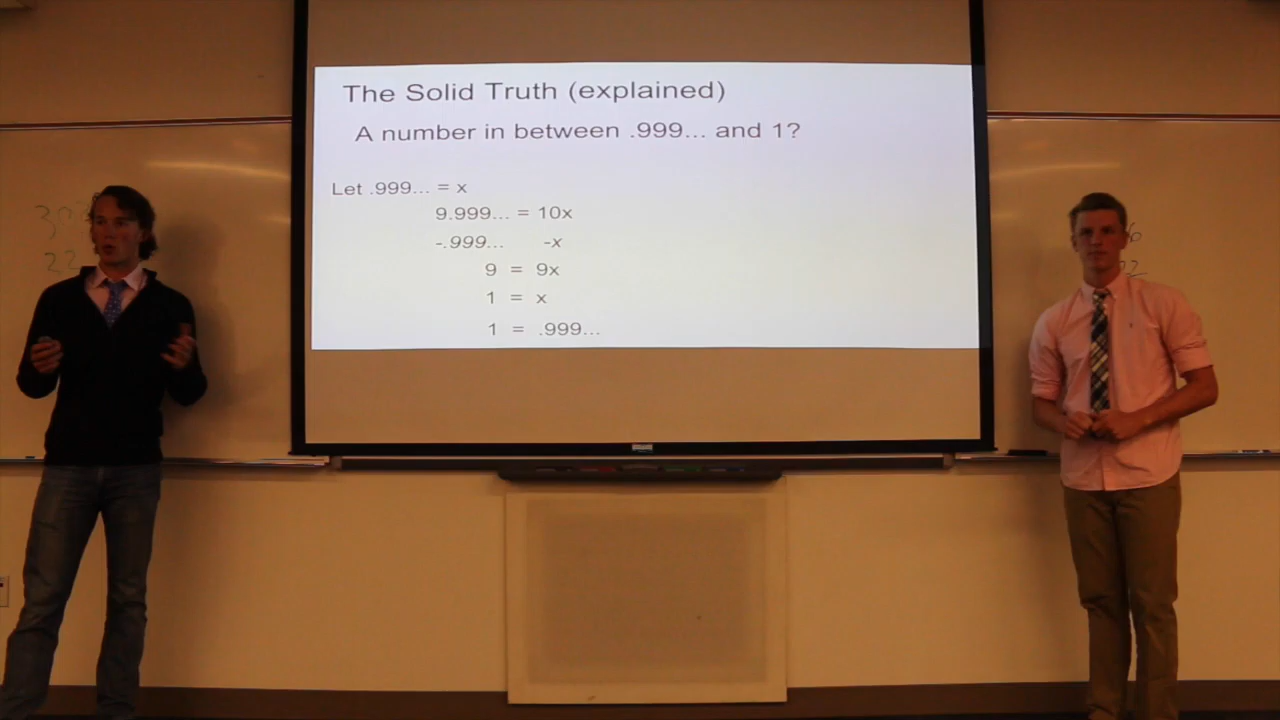 The Solid Truth (explained)
A number in between .999... and 1?
Let .999... = x
9.999... = 10x
-.999... -x
9 = 9x
1 = x
1 = .999...
22